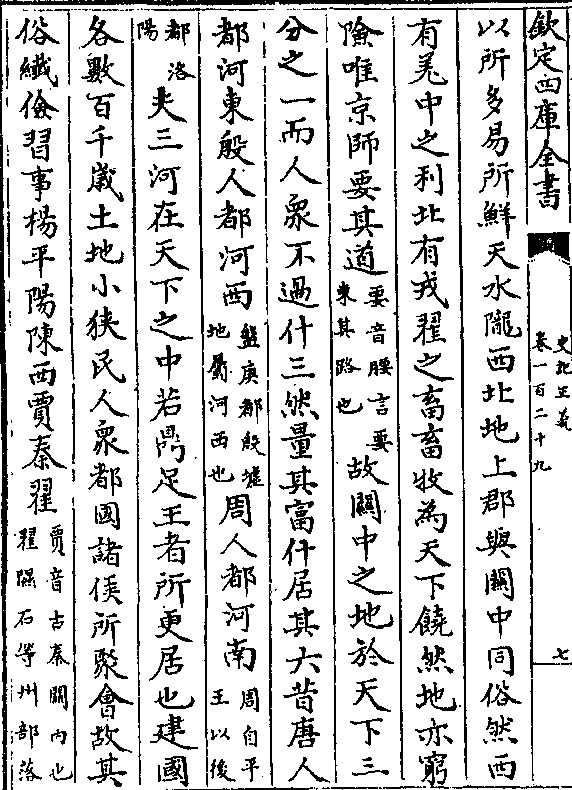 欽定四庫全書
史記正義
卷一百二十九
七
以所多易所鮮天水隴西北地上郡與關中同俗然西
有羌中之利北有戎翟之畜畜牧為天下饒然地亦窮
險唯京師要其道要音腰言要束其路也故關中之地於天下三
分之一而人衆不過什三然量其富什居其六昔唐人
都河東殷人都河西盤庚都殷墟地屬河西也周人都河南周自平王以後
都洛陽夫三河在天下之中若鼎足王者所更居也建國
各數百千歲土地小狹民人衆都國諸侯所聚會故其
俗纖儉習事楊平陽陳西賈秦翟賈音古秦關內也翟隰石等州部落